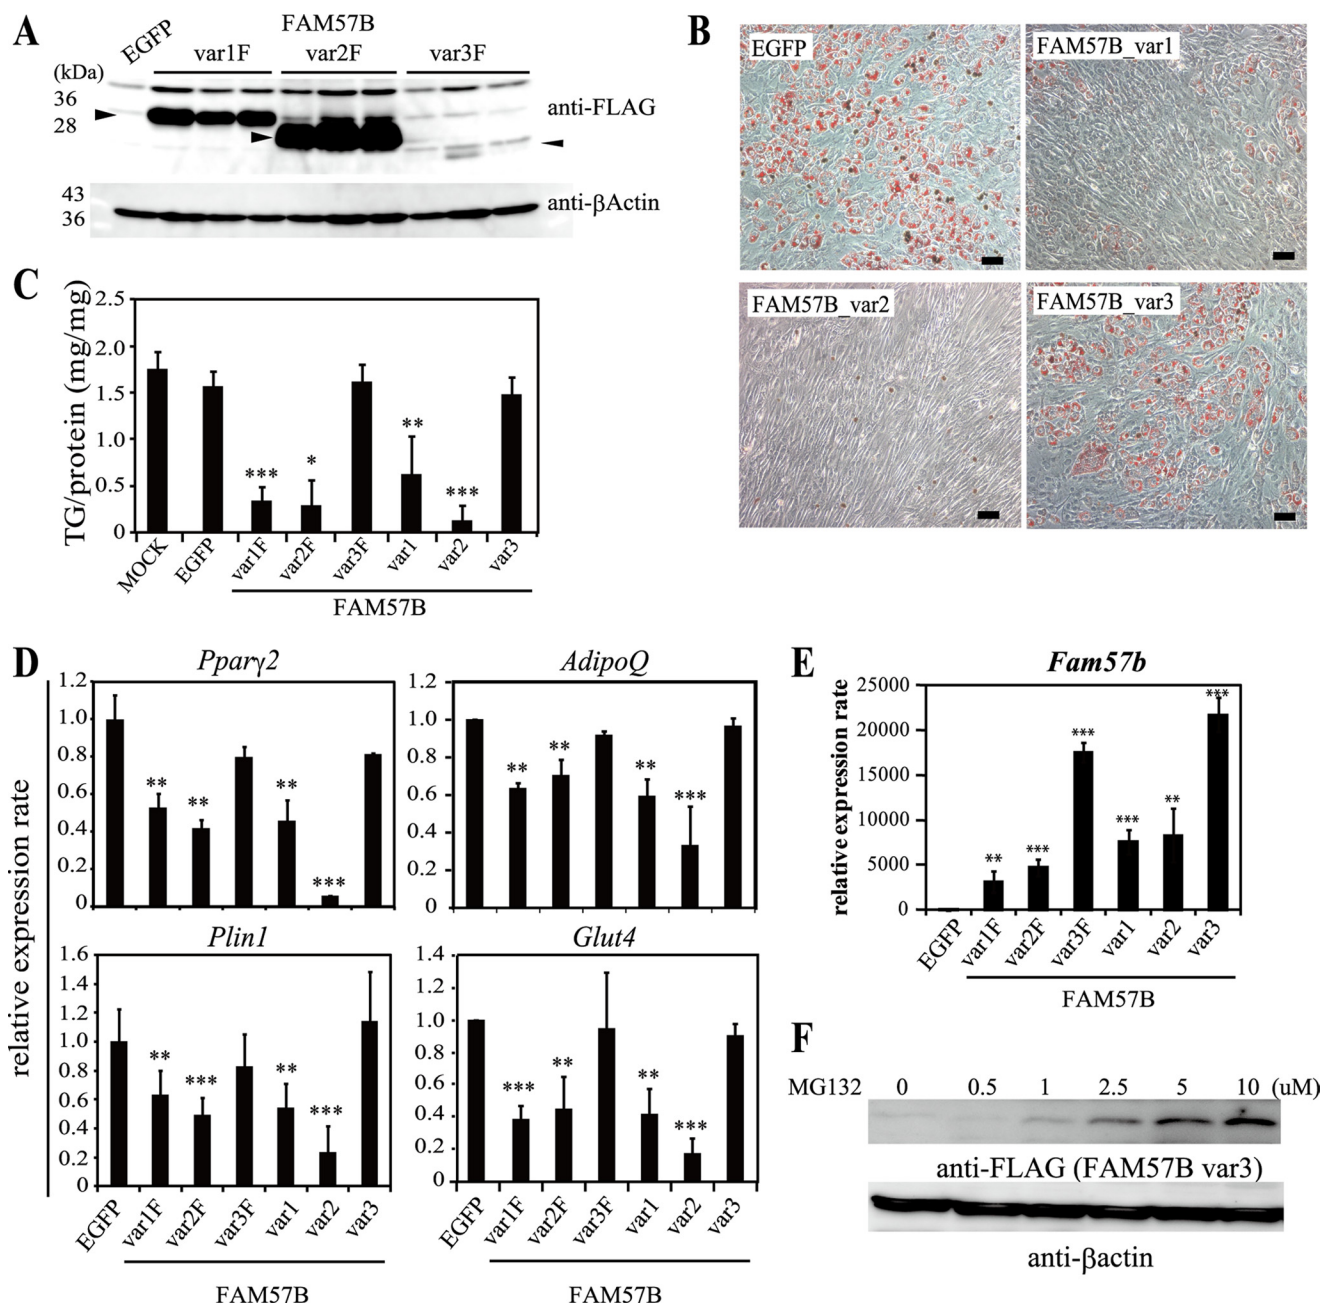 A
EGFP
FAM57B
var1F
var2F
var3F
(kDa)
36
28
anti-FLAG
43
36
anti-βActin
B
EGFP
FAM57B_var1
FAM57B_var2
FAM57B_var3
C
TG/protein (mg/mg)
2.5
2.0
1.5
1.0
0.5
0
***
*
**
***
MOCK
EGFP
var1F
var2F
var3F
var1
var2
var3
FAM57B
D
relative expression rate
Pparγ2
1.2
1.0
0.8
0.6
0.4
0.2
0
**
**
**
***
AdipoQ
1.2
1.0
0.8
0.6
0.4
0.2
0
**
**
**
***
Plin1
1.6
1.4
1.2
1.0
0.8
0.6
0.4
0.2
0
**
***
**
***
EGFP
var1F
var2F
var3F
var1
var2
var3
FAM57B
Glut4
1.4
1.2
1.0
0.8
0.6
0.4
0.2
0
***
**
**
***
EGFP
var1F
var2F
var3F
var1
var2
var3
FAM57B
E
Fam57b
relative expression rate
25000
20000
15000
10000
5000
0
**
***
***
***
**
***
EGFP
var1F
var2F
var3F
var1
var2
var3
FAM57B
F
MG132 0 0.5 1 2.5 5 10 (uM)
anti-FLAG (FAM57B var3)
anti-βactin